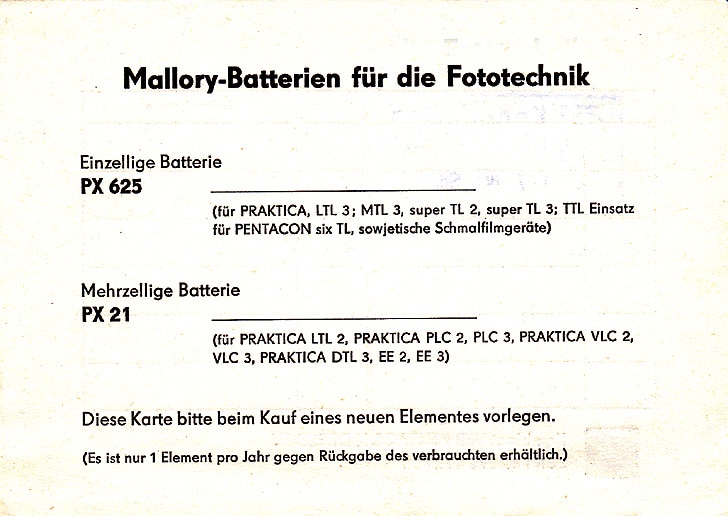 Mallory-Batterien für die Fototechnik
Einzellige Batterie
PX 625
(für PRAKTICA, LTL 3; MTL 3, super TL 2, super TL 3; TTL Einsatz
für PENTACON six TL, sowjetische Schmalfilmgeräte)
Mehrzellige Batterie
PX 21
(für PRAKTICA LTL 2, PRAKTICA PLC 2, PLC 3, PRAKTICA VLC 2,
VLC 3, PRAKTICA DTL 3, EE 2, EE 3)
Diese Karte bitte beim Kauf eines neuen Elementes vorlegen.
(Es ist nur 1 Element pro Jahr gegen Rückgabe des verbrauchten erhältlich.)